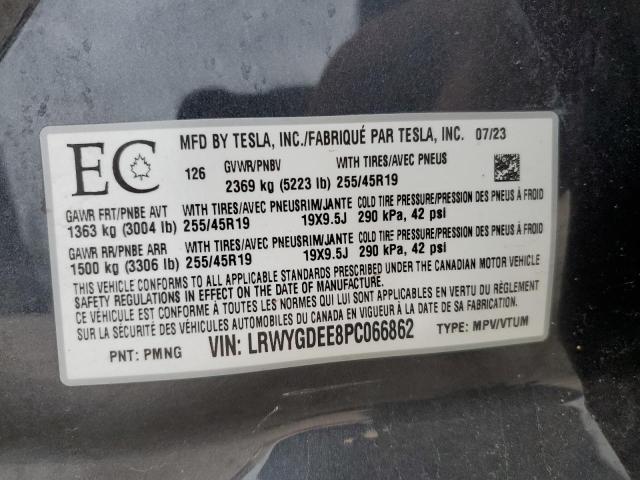 MFD BY TESLA, INC./FABRIQUÉ PAR TESLA, INC. 07/23
EC
126 GVWR/PNBV WITH TIRES/AVEC PNEUS
2369 kg (5223 lb) 255/45R19
GAWR FRT/PNBE AVT WITH TIRES/AVEC PNEUS RIM/JANTE COLD TIRE PRESSURE/PRESSION DES PNEUS À FROID
1363 kg (3004 lb) 255/45R19 19X9.5J 290 kPa, 42 psi
GAWR RR/PNBE ARR WITH TIRES/AVEC PNEUS RIM/JANTE COLD TIRE PRESSURE/PRESSION DES PNEUS À FROID
1500 kg (3306 lb) 255/45R19 19X9.5J 290 kPa, 42 psi
THIS VEHICLE CONFORMS TO ALL APPLICABLE STANDARDS PRESCRIBED UNDER THE CANADIAN MOTOR VEHICLE
SAFETY REGULATIONS IN EFFECT ON THE DATE OF MANUFACTURE.
CE VÉHICULE EST CONFORME À TOUTES LES NORMES QUI LUI SONT APPLICABLES EN VERTU DU RÈGLEMENT
SUR LA SÉCURITÉ DES VÉHICULES AUTOMOBILES DU CANADA EN VIGUEUR À LA DATE DE SA FABRICATION.
PNT: PMNG VIN: LRWYGDEE8PC066862 TYPE: MPV/VTUM